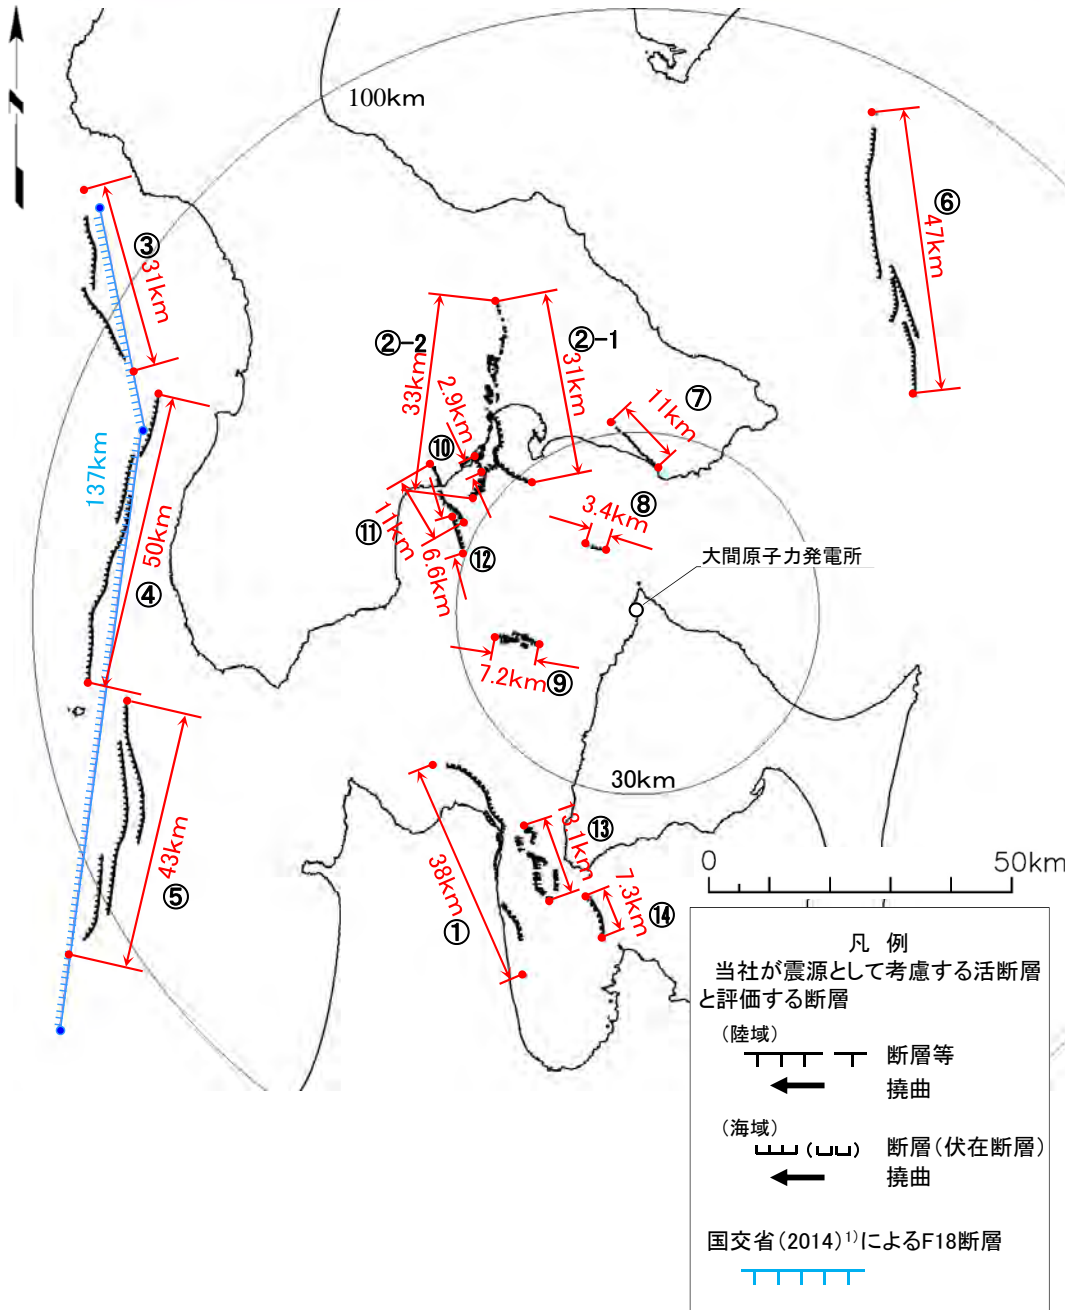 100km
③
31km
⑥
47km
②-2
33km
②-1
31km
2.9km
⑦
11km
⑩
137km
50km
④
⑪
11km
6.6km
⑫
⑧
3.4km
大間原子力発電所
7.2km
⑨
30km
43km
⑤
38km
①
13.1km
⑬
7.3km
⑭
0
50km
凡 例
当社が震源として考慮する活断層
と評価する断層
(陸域)
断層等
撓曲
(海域)
( )
断層(伏在断層)
撓曲
国交省(2014)1)によるF18断層